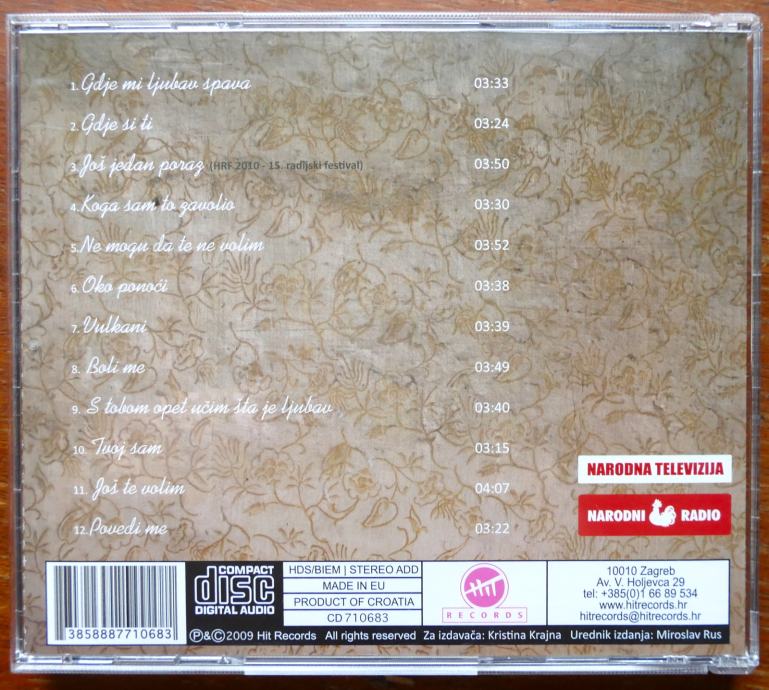 1. Gdje mi ljubav spava 03:33
2. Gdje si ti 03:24
3. Još jedan poraz (HRF 2010 - 15. radijski festival) 03:50
4. Koga sam to zavolio 03:30
5. Ne mogu da te ne volim 03:52
6. Oko ponoći 03:38
7. Vulkani 03:39
8. Boli me 03:49
9. S tobom opet učim šta je ljubav 03:40
10. Tvoj sam 03:15
11. Još te volim 04:07
12. Povedi me 03:22
NARODNA TELEVIZIJA
NARODNI RADIO
3858887710683
COMPACT
disc
DIGITAL AUDIO
HDS/BIEM | STEREO ADD
MADE IN EU
PRODUCT OF CROATIA
CD 710683
HIT
RECORDS
10010 Zagreb
Av. V. Holjevca 29
tel: +385(0)1 66 89 534
www.hitrecords.hr
hitrecords@hitrecords.hr
℗&©2009 Hit Records All rights reserved Za izdavača: Kristina Krajna Urednik izdanja: Miroslav Rus